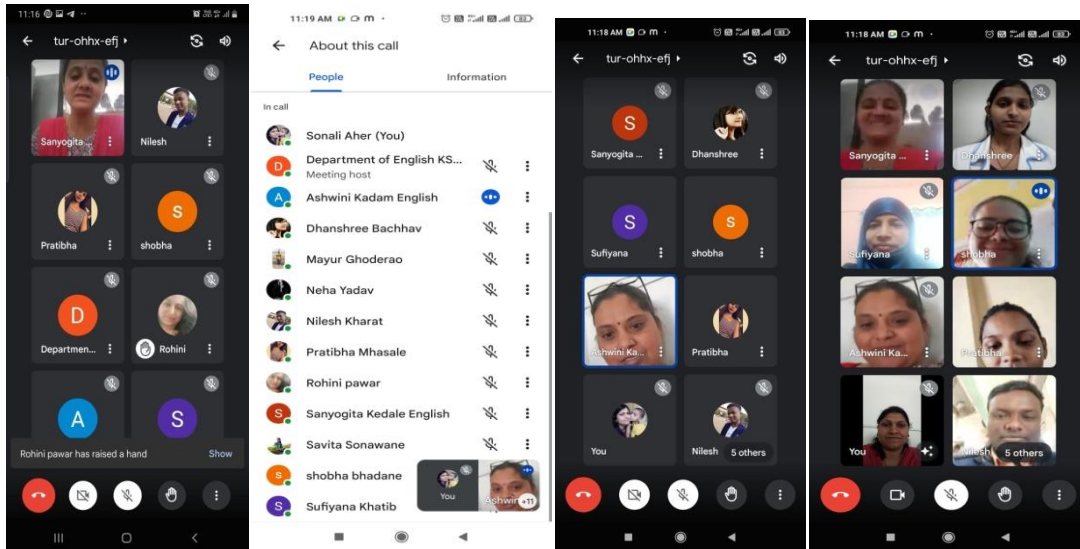 11:16
tur-ohhx-efj
Sanyogita ...
Nilesh
Pratibha
S
shobha
D
Departmen...
Rohini
A
S
Rohini pawar has raised a hand
Show
11:19 AM
83
About this call
People
Information
In call
Sonali Aher (You)
D
Department of English KS...
Meeting host
A
Ashwini Kadam English
Dhanshree Bachhav
Mayur Ghoderao
Neha Yadav
Nilesh Kharat
Pratibha Mhasale
Rohini pawar
S
Sanyogita Kedale English
Savita Sonawane
S
shobha bhadane
S
Sufiyana Khatib
You
Ashwin
+11
11:18 AM
tur-ohhx-efj
S
Sanyogita ...
Dhanshree
S
Sufiyana
S
shobha
Ashwini Ka...
Pratibha
You
Nilesh
5 others
11:18 AM
tur-ohhx-efj
Sanyogita ...
Dhanshree
Sufiyana
shobha
Ashwini Ka...
Pratibha
You
Nilesh
5 others